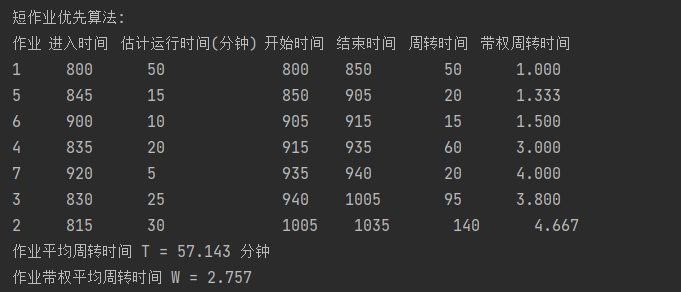 短作业优先算法:
作业 进入时间 估计运行时间(分钟) 开始时间 结束时间 周转时间 带权周转时间
1 800 50 800 850 50 1.000
5 845 15 850 905 20 1.333
6 900 10 905 915 15 1.500
4 835 20 915 935 60 3.000
7 920 5 935 940 20 4.000
3 830 25 940 1005 95 3.800
2 815 30 1005 1035 140 4.667
作业平均周转时间 T = 57.143 分钟
作业带权平均周转时间 W = 2.757